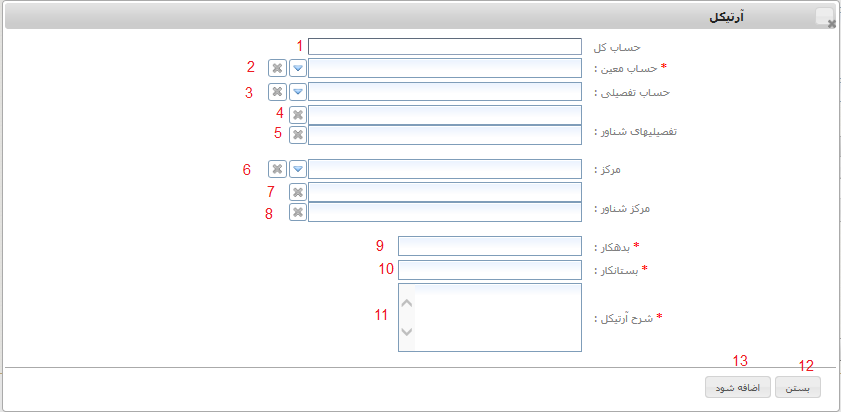 آرتیکل
حساب کل 1
* حساب معین : 2
حساب تفصیلی : 3
4
تفصیلیهای شناور : 5
مرکز : 6
7
مرکز شناور : 8
* بدهکار : 9
* بستانکار : 10
* شرح آرتیکل : 11
12 13
بستن اضافه شود